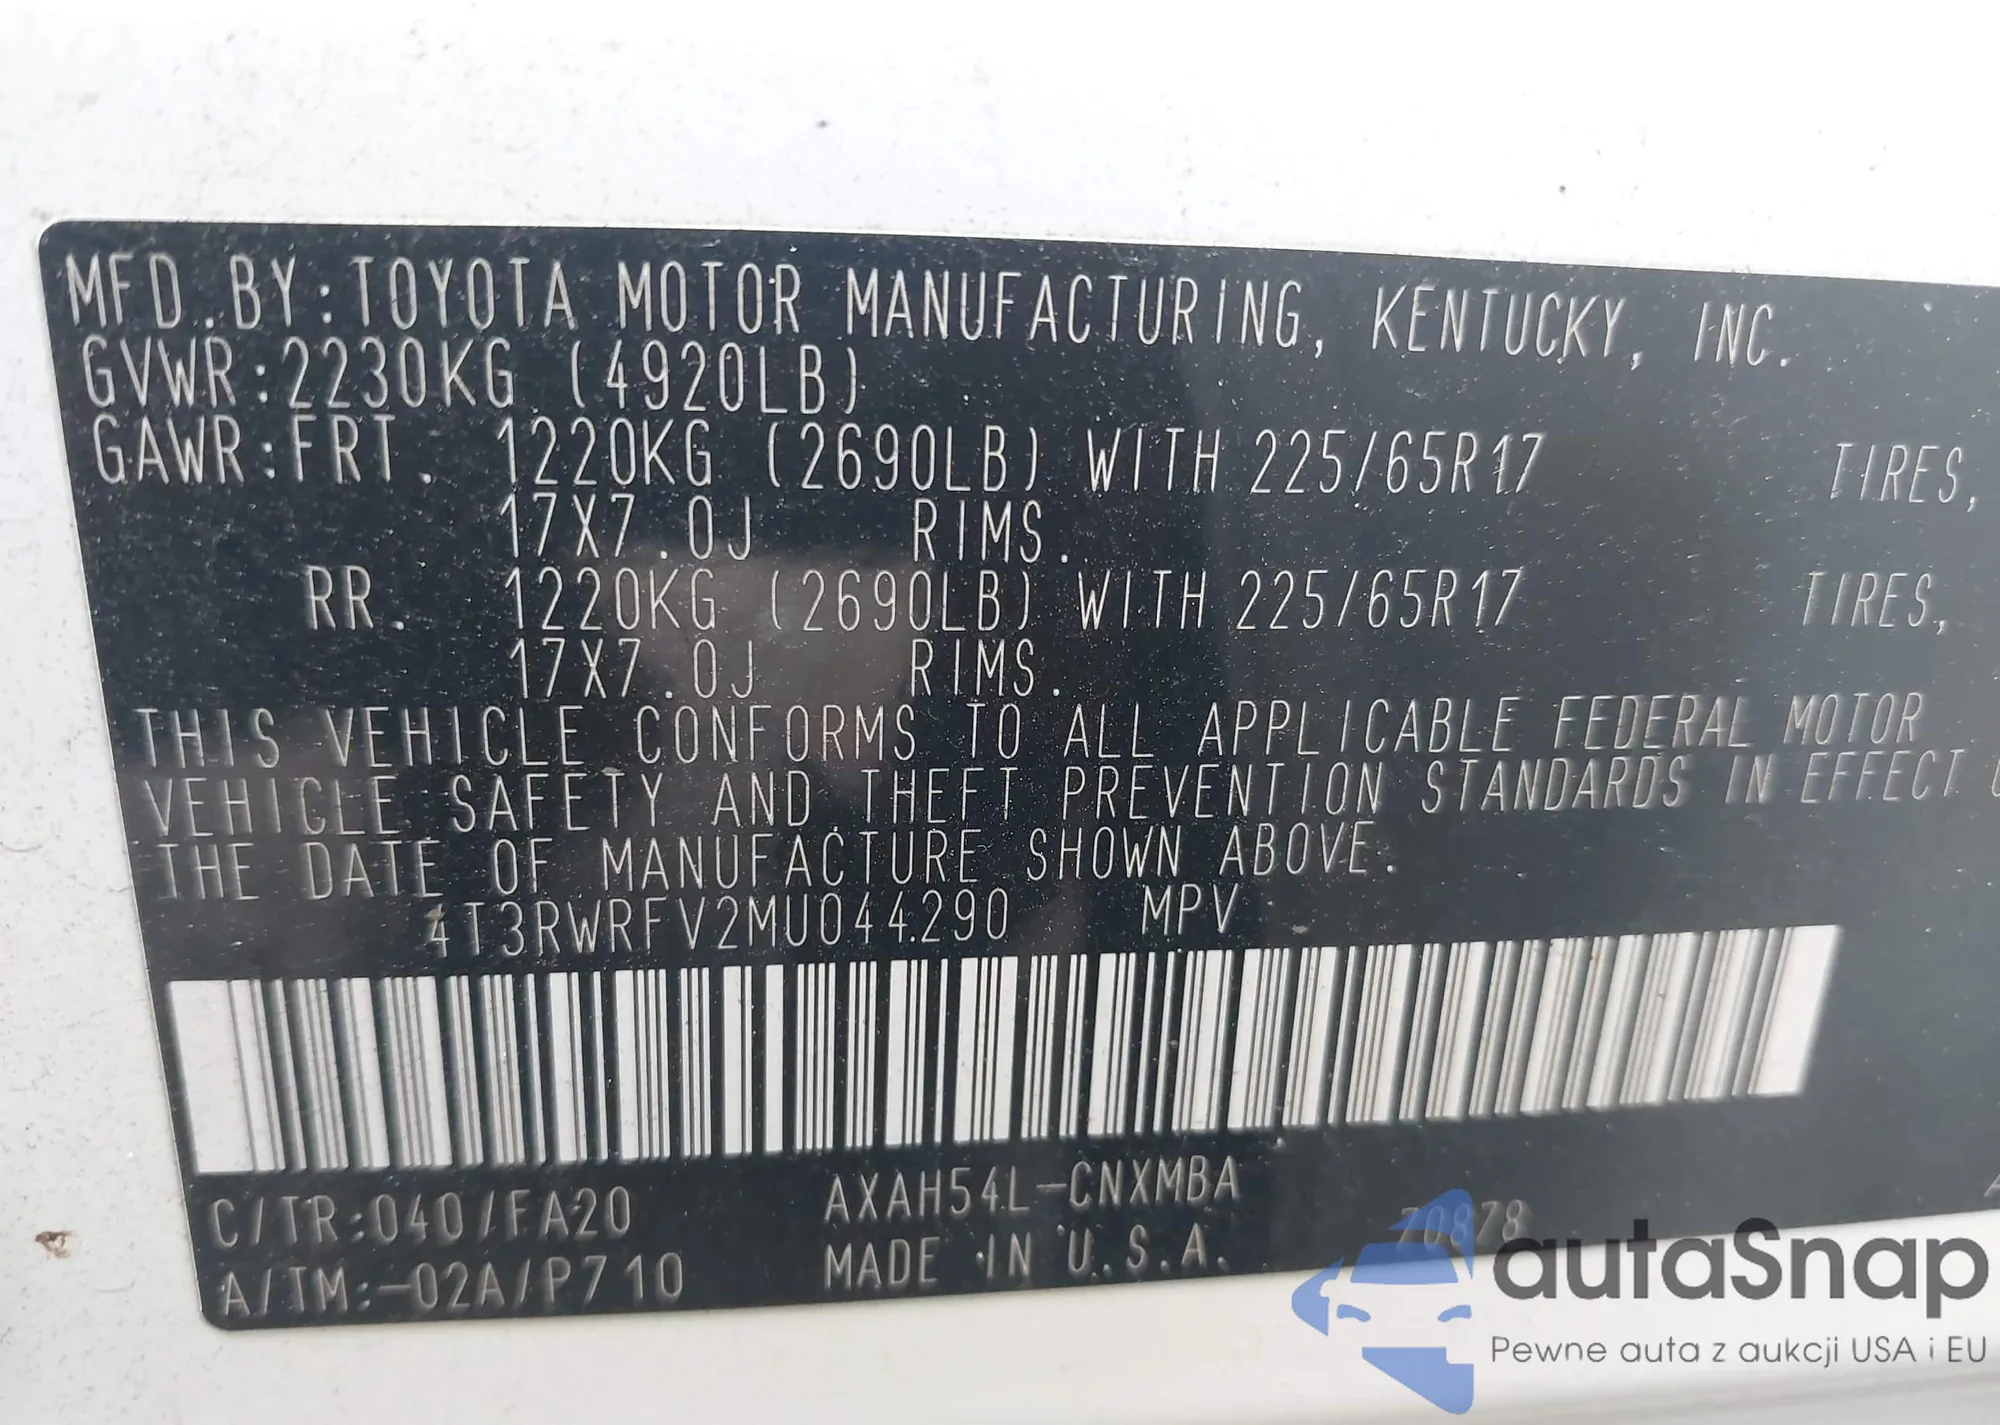 MFD. BY: TOYOTA MOTOR MANUFACTURING, KENTUCKY, INC.
GVWR: 2230KG (4920LB)
GAWR: FRT. 1220KG (2690LB) WITH 225/65R17 TIRES,
17X7.0J RIMS.
RR. 1220KG (2690LB) WITH 225/65R17 TIRES,
17X7.0J RIMS.
THIS VEHICLE CONFORMS TO ALL APPLICABLE FEDERAL MOTOR
VEHICLE SAFETY AND THEFT PREVENTION STANDARDS IN EFFECT
THE DATE OF MANUFACTURE SHOWN ABOVE.
4T3RWRFV2MU044290 MPV
C/TR: 040/FA20 AXAH54L-CNXMBA
A/TM: -02A/P710 MADE IN U.S.A. 70878
autaSnap
Pewne auta z aukcji USA i EU